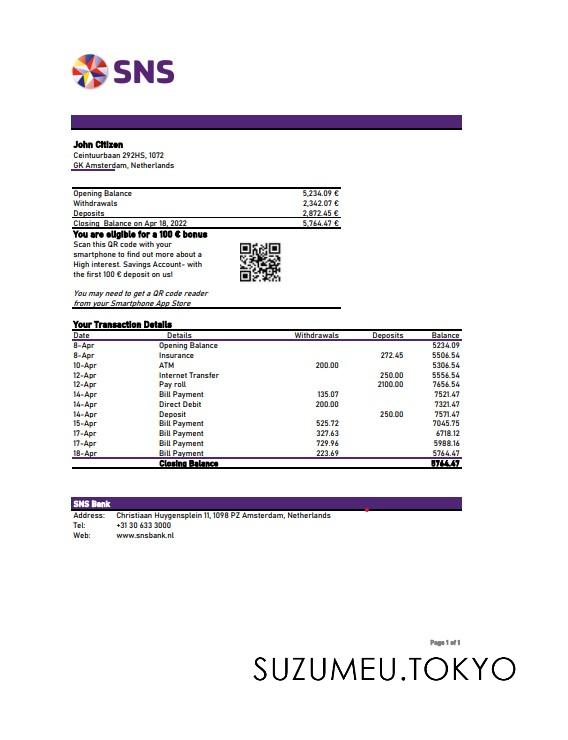 SNS
John Citizen
Ceintuurbaan 292HS, 1072
GK Amsterdam, Netherlands
Opening Balance 5,234.09 €
Withdrawals 2,342.07 €
Deposits 2,872.45 €
Closing Balance on Apr 18, 2022 5,764.47 €
You are eligible for a 100 € bonus
Scan this QR code with your
smartphone to find out more about a
High interest. Savings Account- with
the first 100 € deposit on us!
You may need to get a QR code reader
from your Smartphone App Store
Your Transaction Details
Date Details Withdrawals Deposits Balance
8-Apr Opening Balance 5234.09
8-Apr Insurance 272.45 5506.54
10-Apr ATM 200.00 5306.54
12-Apr Internet Transfer 250.00 5556.54
12-Apr Pay roll 2100.00 7656.54
14-Apr Bill Payment 135.07 7521.47
14-Apr Direct Debit 200.00 7321.47
14-Apr Deposit 250.00 7571.47
15-Apr Bill Payment 525.72 7045.75
17-Apr Bill Payment 327.63 6718.12
17-Apr Bill Payment 729.96 5988.16
18-Apr Bill Payment 223.69 5764.47
Closing Balance 5764.47
SNS Bank
Address: Christiaan Huygensplein 11, 1098 PZ Amsterdam, Netherlands
Tel: +31 30 633 3000
Web: www.snsbank.nl
Page 1 of 1
SUZUMEU.TOKYO